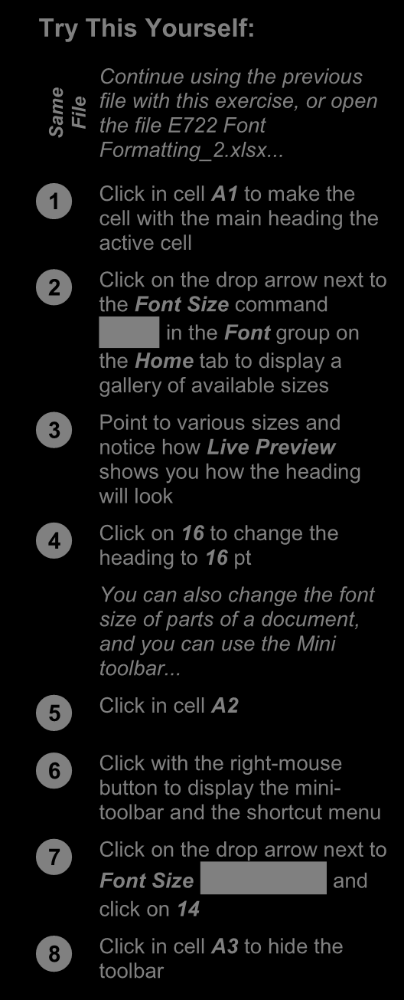 Try This Yourself:
Same
File
Continue using the previous
file with this exercise, or open
the file E722 Font
Formatting_2.xlsx...
1
Click in cell A1 to make the
cell with the main heading the
active cell
2
Click on the drop arrow next to
the Font Size command
in the Font group on
the Home tab to display a
gallery of available sizes
3
Point to various sizes and
notice how Live Preview
shows you how the heading
will look
4
Click on 16 to change the
heading to 16 pt
You can also change the font
size of parts of a document,
and you can use the Mini
toolbar...
5
Click in cell A2
6
Click with the right-mouse
button to display the mini-
toolbar and the shortcut menu
7
Click on the drop arrow next to
Font Size and
click on 14
8
Click in cell A3 to hide the
toolbar